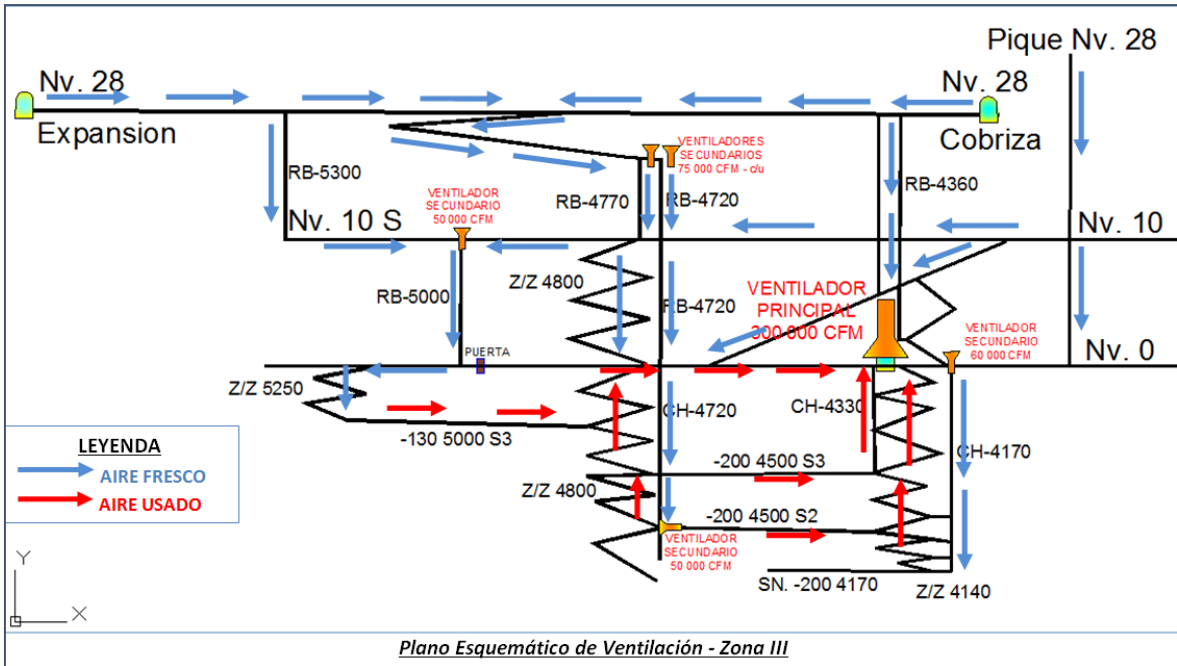 Pique Nv. 28
Nv. 28
Nv. 28
Expansion
Cobriza
VENTILADORES
SECUNDARIOS
75 000 CFM - c/u
RB-5300
RB-4770
RB-4720
RB-4360
VENTILADOR
SECUNDARIO
50 000 CFM
Nv. 10 S
Nv. 10
Z/Z 4800
RB-5000
RB-4720
VENTILADOR
PRINCIPAL
300 000 CFM
VENTILADOR
SECUNDARIO
60 000 CFM
PUERTA
Nv. 0
Z/Z 5250
CH-4720
CH-4330
-130 5000 S3
CH-4170
LEYENDA
AIRE FRESCO
AIRE USADO
-200 4500 S3
Z/Z 4800
-200 4500 S2
VENTILADOR
SECUNDARIO
50 000 CFM
SN. -200 4170
Z/Z 4140
Y
X
Plano Esquemático de Ventilación - Zona III